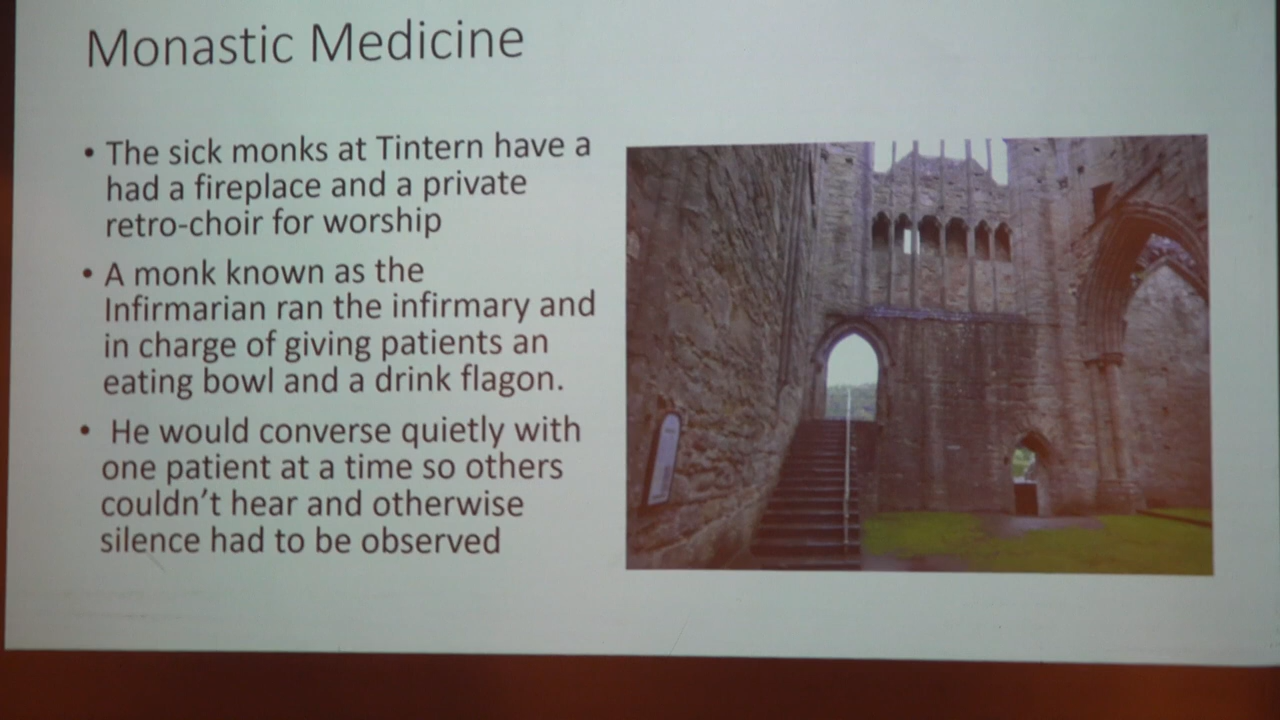 Monastic Medicine
• The sick monks at Tintern have a
had a fireplace and a private
retro-choir for worship
• A monk known as the
Infirmarian ran the infirmary and
in charge of giving patients an
eating bowl and a drink flagon.
• He would converse quietly with
one patient at a time so others
couldn't hear and otherwise
silence had to be observed